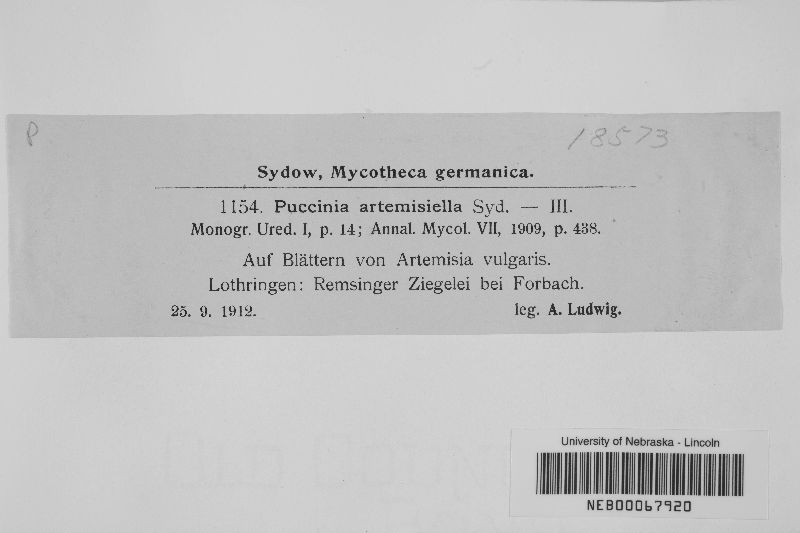 P
18573
Sydow, Mycotheca germanica.
1154. Puccinia artemisiella Syd. — III.
Monogr. Ured. I, p. 14; Annal. Mycol. VII, 1909, p. 438.
Auf Blättern von Artemisia vulgaris.
Lothringen: Remsinger Ziegelei bei Forbach.
25. 9. 1912. leg. A. Ludwig.
University of Nebraska - Lincoln
NEB00067920